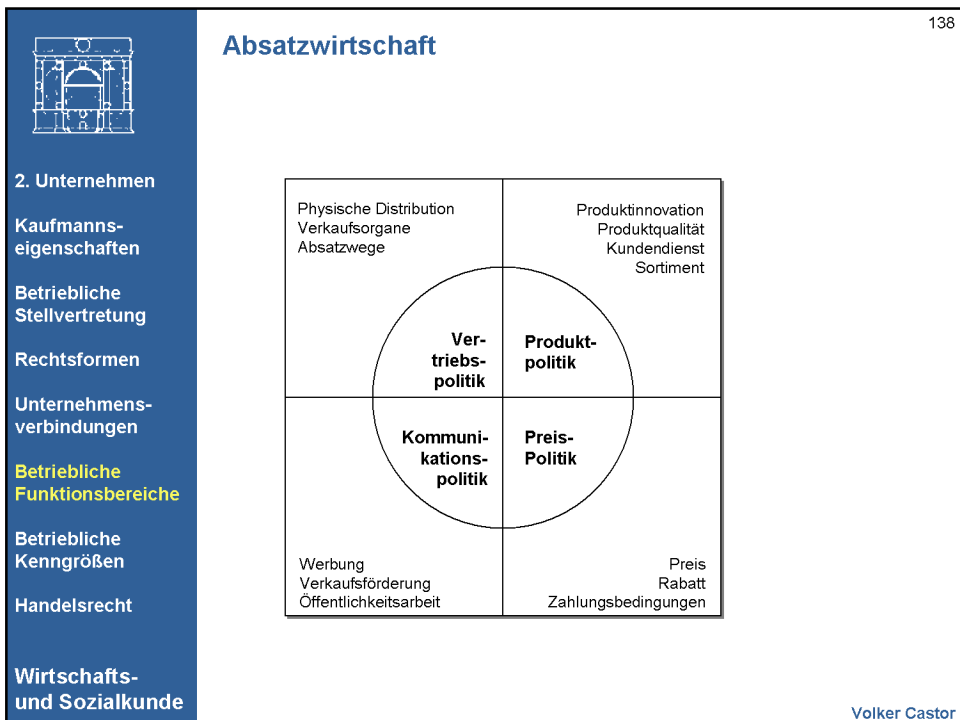 138
Absatzwirtschaft
2. Unternehmen
Kaufmanns-
eigenschaften
Betriebliche
Stellvertretung
Rechtsformen
Unternehmens-
verbindungen
Betriebliche
Funktionsbereiche
Betriebliche
Kenngrößen
Handelsrecht
Wirtschafts-
und Sozialkunde
Physische Distribution
Verkaufsorgane
Absatzwege
Produktinnovation
Produktqualität
Kundendienst
Sortiment
Ver-
triebs-
politik
Produkt-
politik
Kommuni-
kations-
politik
Preis-
Politik
Werbung
Verkaufsförderung
Öffentlichkeitsarbeit
Preis
Rabatt
Zahlungsbedingungen
Volker Castor